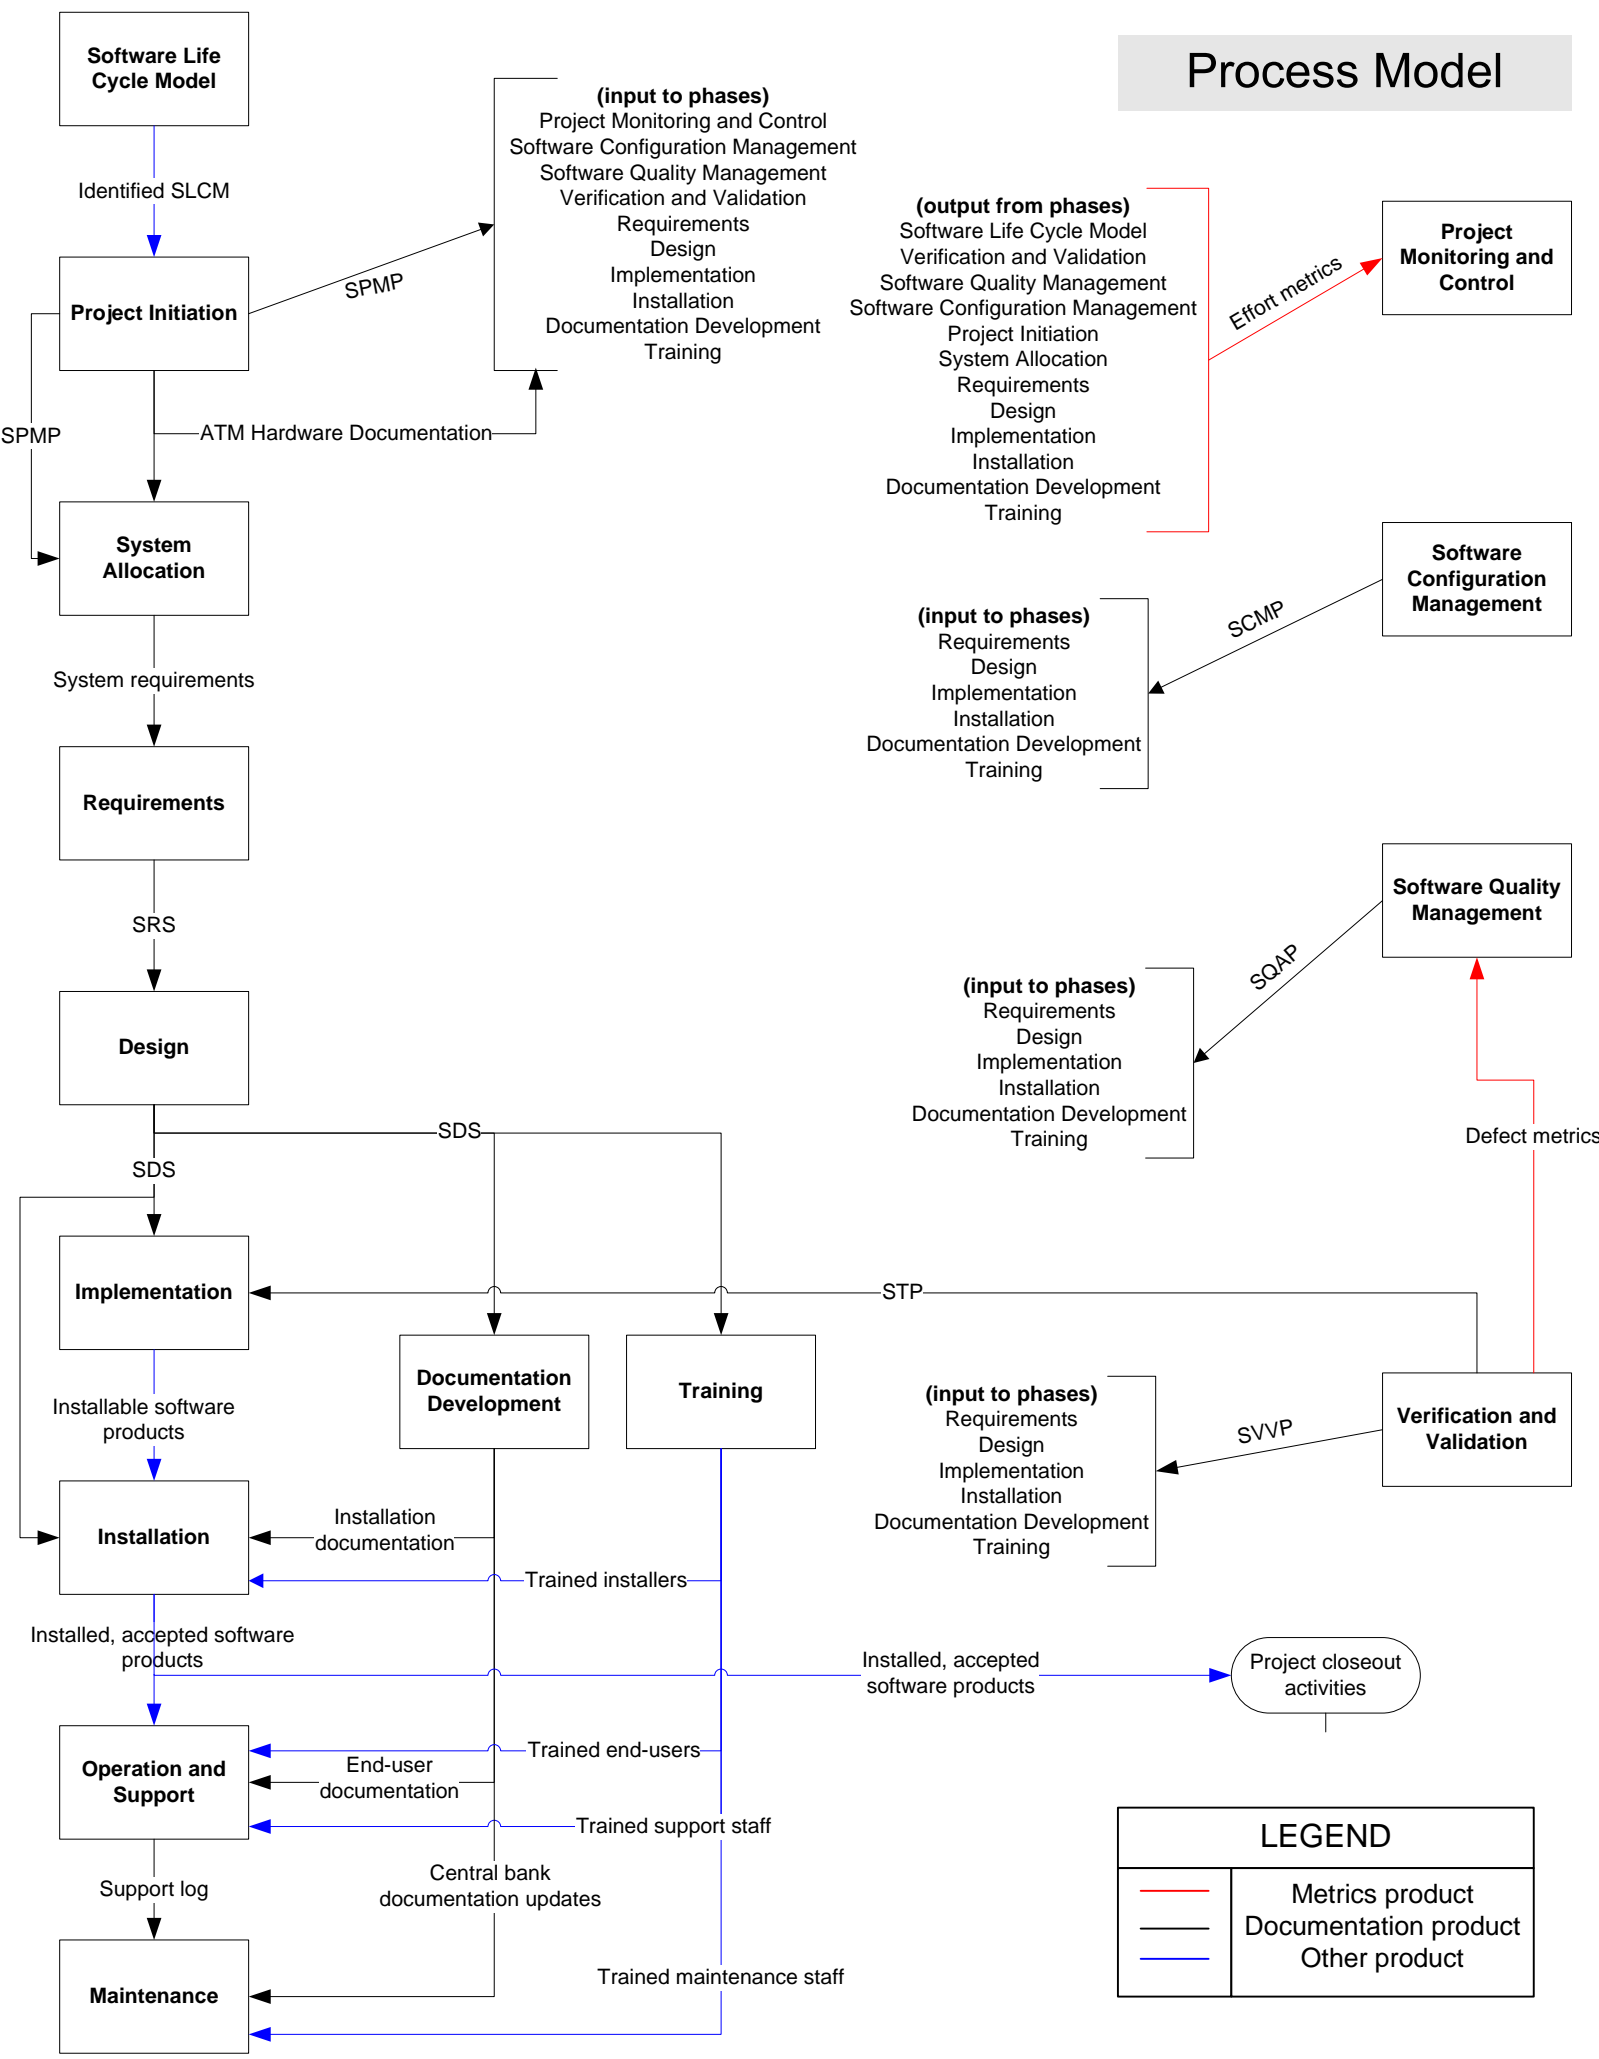 Process Model
Software Life
Cycle Model
Identified SLCM
Project Initiation
SPMP
SPMP
ATM Hardware Documentation
(input to phases)
Project Monitoring and Control
Software Configuration Management
Software Quality Management
Verification and Validation
Requirements
Design
Implementation
Installation
Documentation Development
Training
(output from phases)
Software Life Cycle Model
Verification and Validation
Software Quality Management
Software Configuration Management
Project Initiation
System Allocation
Requirements
Design
Implementation
Installation
Documentation Development
Training
Effort metrics
Project
Monitoring and
Control
System
Allocation
System requirements
Software
Configuration
Management
SCMP
(input to phases)
Requirements
Design
Implementation
Installation
Documentation Development
Training
Requirements
SRS
Software Quality
Management
SQAP
(input to phases)
Requirements
Design
Implementation
Installation
Documentation Development
Training
Defect metrics
Design
SDS
SDS
Implementation
STP
Installable software
products
Documentation
Development
Training
(input to phases)
Requirements
Design
Implementation
Installation
Documentation Development
Training
SVVP
Verification and
Validation
Installation
Installation
documentation
Trained installers
Installed, accepted software
products
Installed, accepted
software products
Project closeout
activities
Operation and
Support
Trained end-users
End-user
documentation
Trained support staff
Support log
Central bank
documentation updates
Maintenance
Trained maintenance staff
LEGEND
Metrics product
Documentation product
Other product